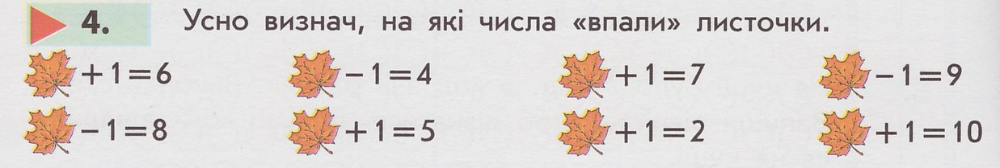 4. Усно визнач, на які числа «впали» листочки.
+ 1 = 6 − 1 = 4 + 1 = 7 − 1 = 9
− 1 = 8 + 1 = 5 + 1 = 2 + 1 = 10